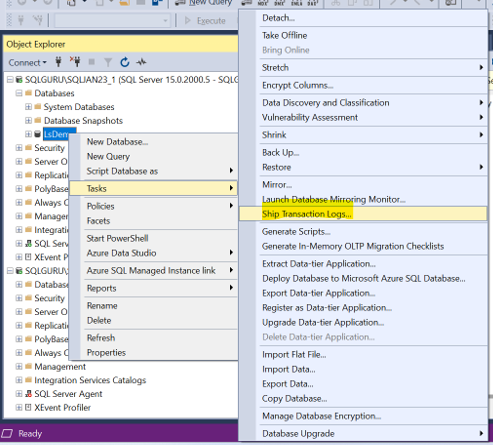 New Query
Execute
Object Explorer
Connect
SQLGURU\SQLJAN23_1 (SQL Server 15.0.2000.5 - SQLG
Databases
System Databases
Database Snapshots
LsDem
Security
Server O
Replicatio
PolyBase
Always C
Managem
Integratio
SQL Serv
XEvent P
SQLGURU\
Databases
Security
Server O
Replicatio
PolyBase
Always C
Management
Integration Services Catalogs
SQL Server Agent
XEvent Profiler
Ready
New Database...
New Query
Script Database as
Tasks
Policies
Facets
Start PowerShell
Azure Data Studio
Azure SQL Managed Instance link
Reports
Rename
Delete
Refresh
Properties
Detach...
Take Offline
Bring Online
Stretch
Encrypt Columns...
Data Discovery and Classification
Vulnerability Assessment
Shrink
Back Up...
Restore
Mirror...
Launch Database Mirroring Monitor...
Ship Transaction Logs...
Generate Scripts...
Generate In-Memory OLTP Migration Checklists
Extract Data-tier Application...
Deploy Database to Microsoft Azure SQL Database...
Export Data-tier Application...
Register as Data-tier Application...
Upgrade Data-tier Application...
Delete Data-tier Application...
Import Flat File...
Import Data...
Export Data...
Copy Database...
Manage Database Encryption...
Database Upgrade